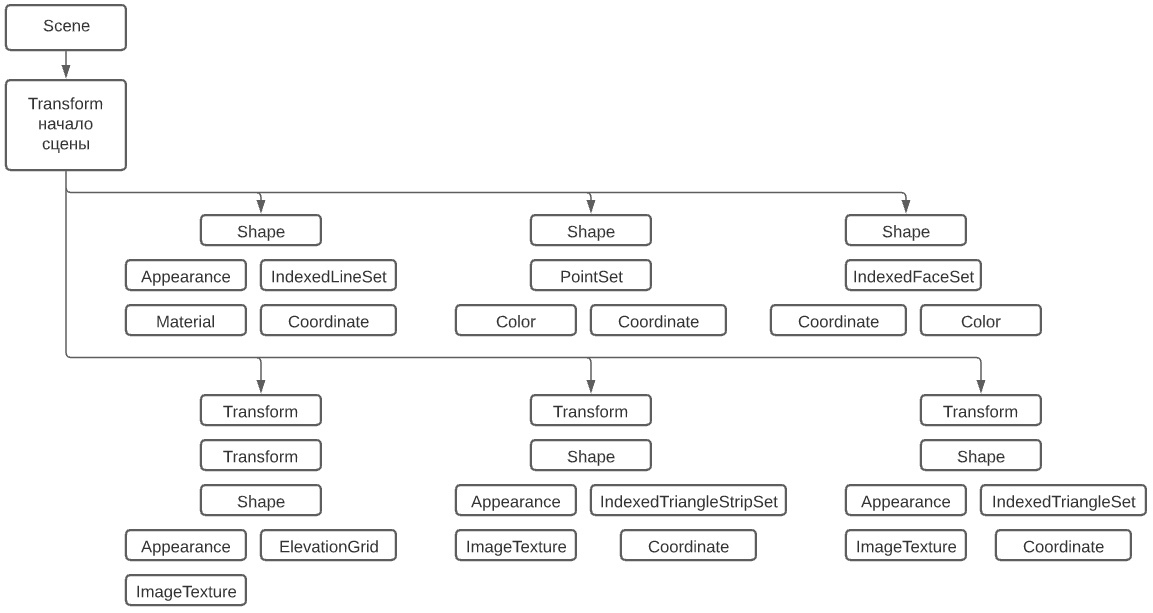 Scene
Transform
начало
сцены
Shape
Shape
Shape
Appearance
IndexedLineSet
PointSet
IndexedFaceSet
Material
Coordinate
Color
Coordinate
Coordinate
Color
Transform
Transform
Transform
Transform
Shape
Shape
Shape
Appearance
IndexedTriangleStripSet
Appearance
IndexedTriangleSet
Appearance
ElevationGrid
ImageTexture
Coordinate
ImageTexture
Coordinate
ImageTexture